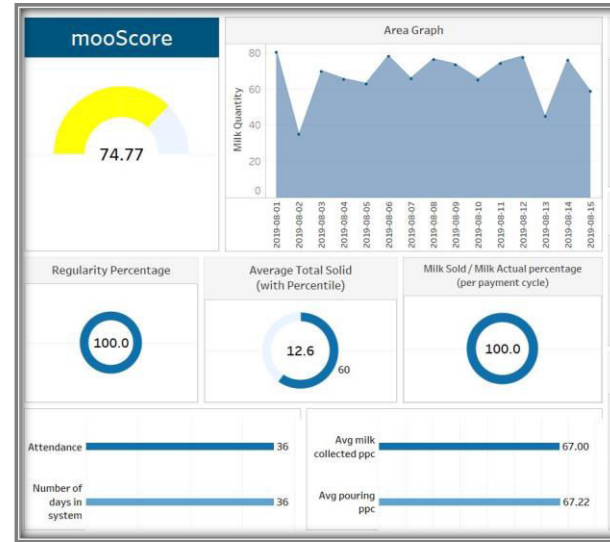 mooScore
74.77
Area Graph
Milk Quantity
80
60
40
20
0
2019-08-01
2019-08-02
2019-08-03
2019-08-04
2019-08-05
2019-08-06
2019-08-07
2019-08-08
2019-08-09
2019-08-10
2019-08-11
2019-08-12
2019-08-13
2019-08-14
2019-08-15
Regularity Percentage
100.0
Average Total Solid
(with Percentile)
12.6
60
Milk Sold / Milk Actual percentage
(per payment cycle)
100.0
Attendance
36
Number of
days in
system
36
Avg milk
collected ppc
67.00
Avg pouring
ppc
67.22